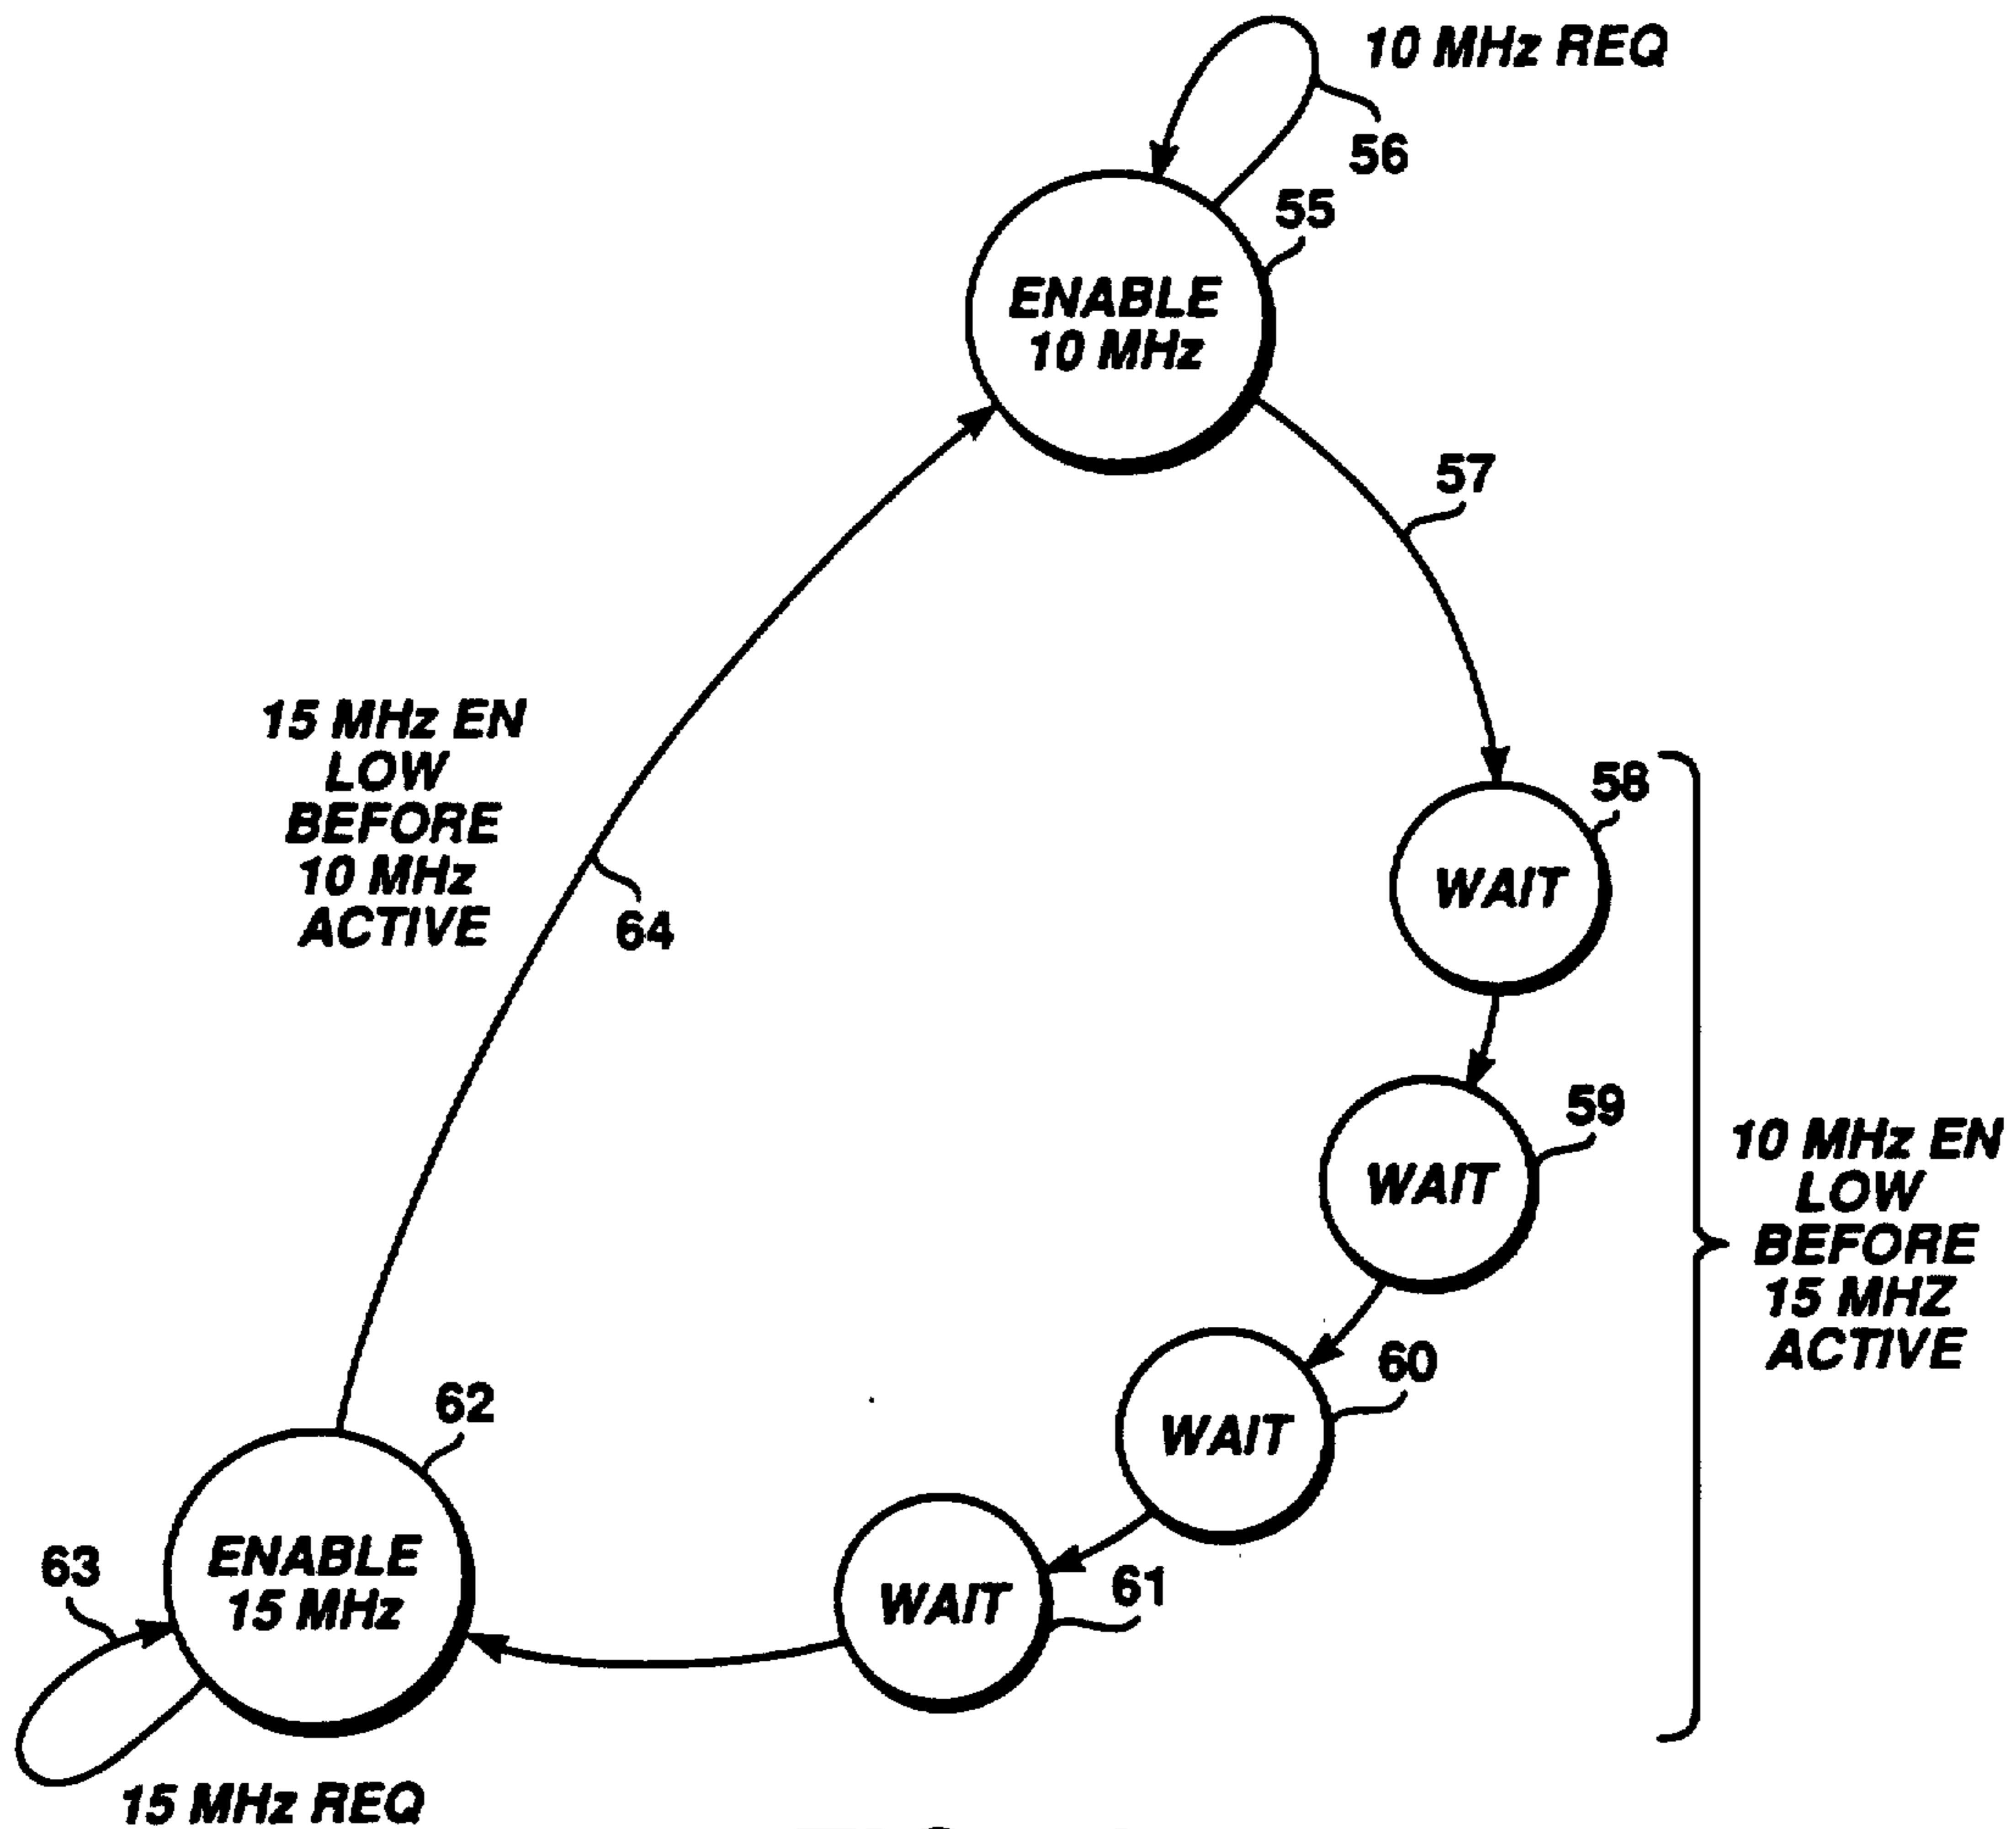 10 MHz REQ
56
55
ENABLE
10 MHz
57
15 MHz EN
LOW
BEFORE
10 MHz
ACTIVE
64
58
WAIT
59
WAIT
10 MHz EN
LOW
BEFORE
15 MHZ
ACTIVE
60
WAIT
61
WAIT
62
ENABLE
15 MHz
63
15 MHz REQ